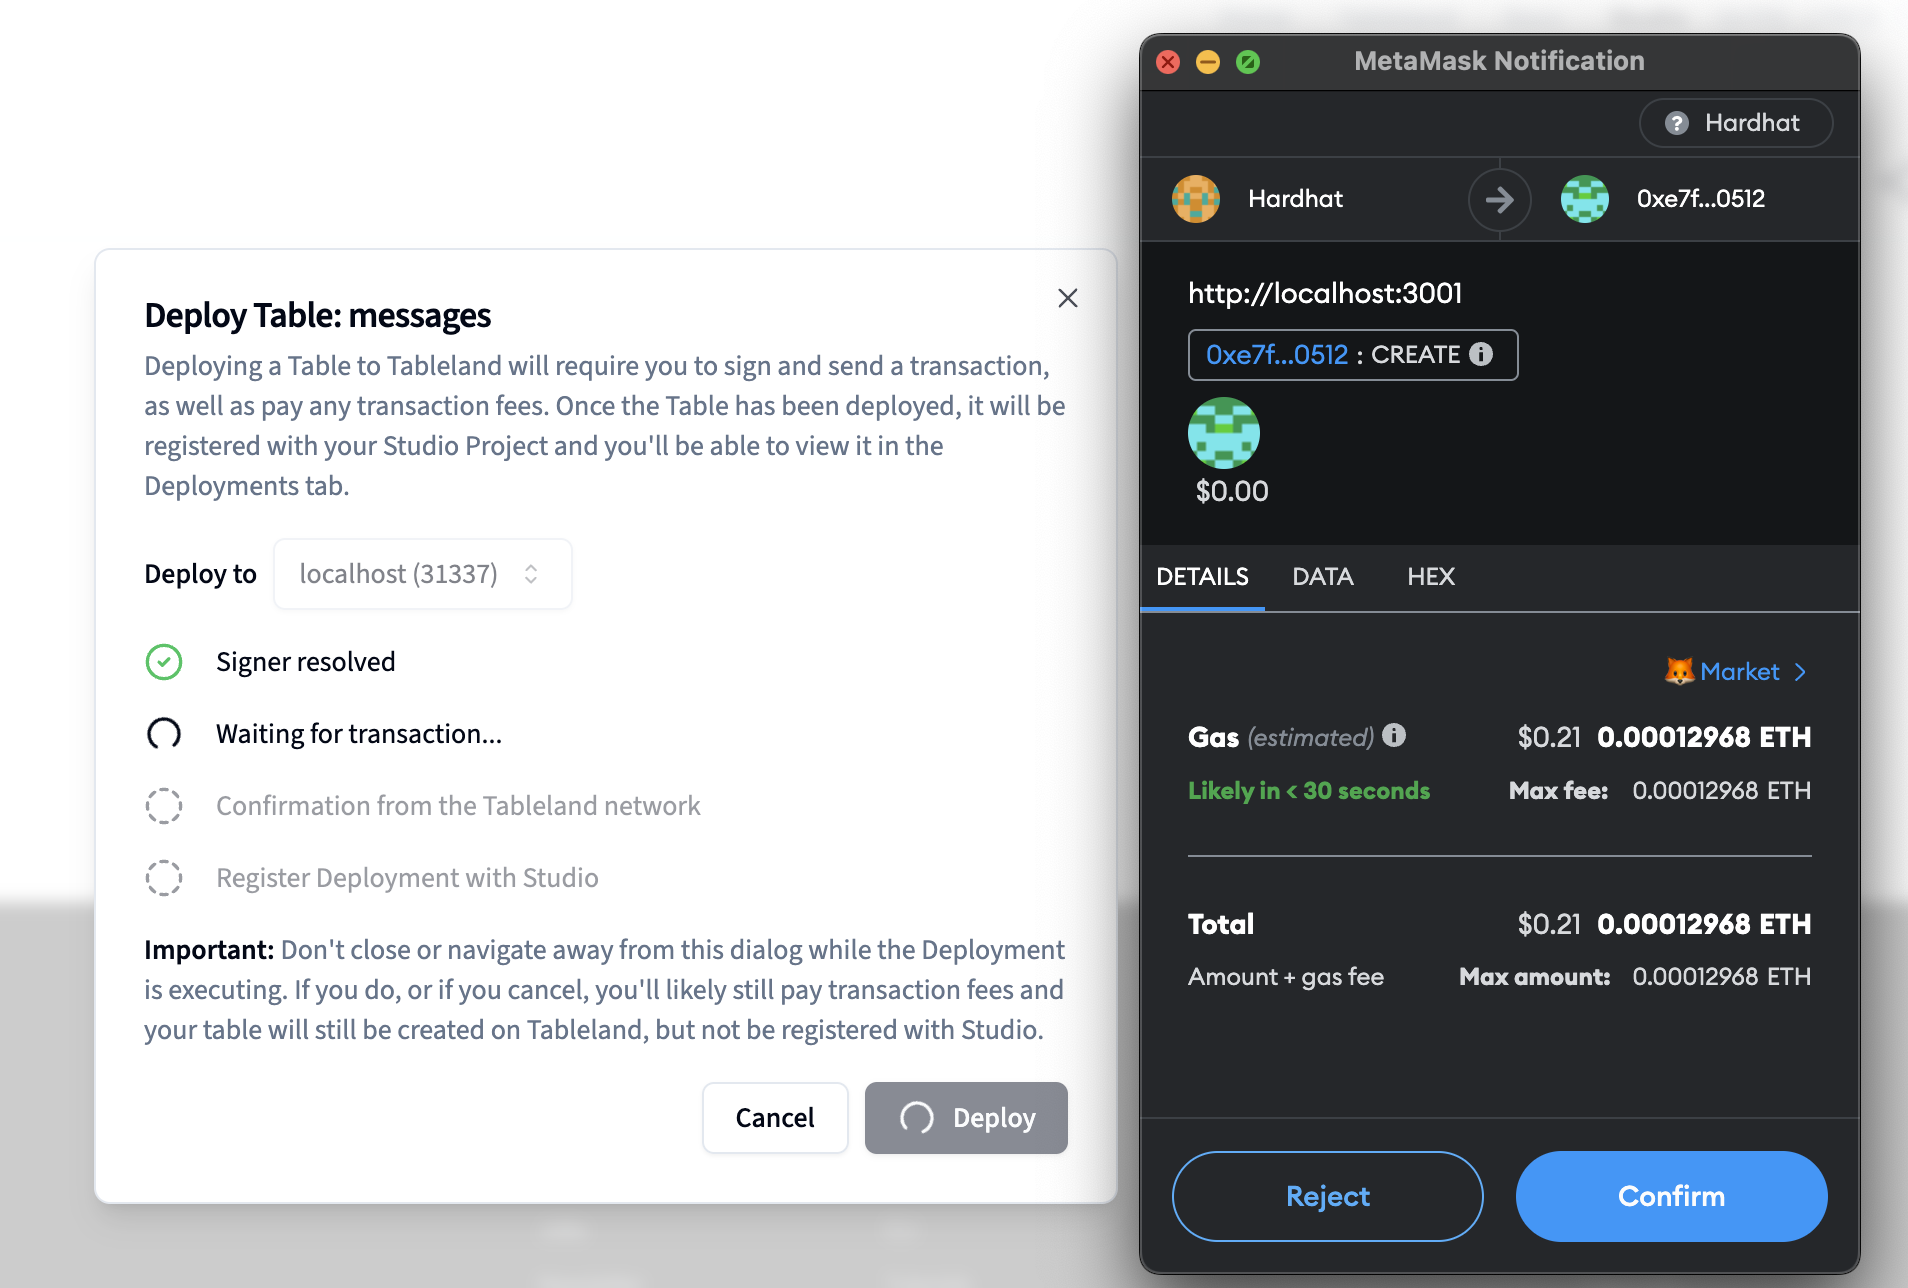 Deploy Table: messages
Deploying a Table to Tableland will require you to sign and send a transaction,
as well as pay any transaction fees. Once the Table has been deployed, it will be
registered with your Studio Project and you'll be able to view it in the
Deployments tab.
Deploy to localhost (31337)
Signer resolved
Waiting for transaction...
Confirmation from the Tableland network
Register Deployment with Studio
Important: Don't close or navigate away from this dialog while the Deployment
is executing. If you do, or if you cancel, you'll likely still pay transaction fees and
your table will still be created on Tableland, but not be registered with Studio.
Cancel Deploy
MetaMask Notification
? Hardhat
Hardhat 0xe7f...0512
http://localhost:3001
0xe7f...0512 : CREATE
$0.00
DETAILS DATA HEX
Market >
Gas (estimated) $0.21 0.00012968 ETH
Likely in < 30 seconds Max fee: 0.00012968 ETH
Total $0.21 0.00012968 ETH
Amount + gas fee Max amount: 0.00012968 ETH
Reject Confirm